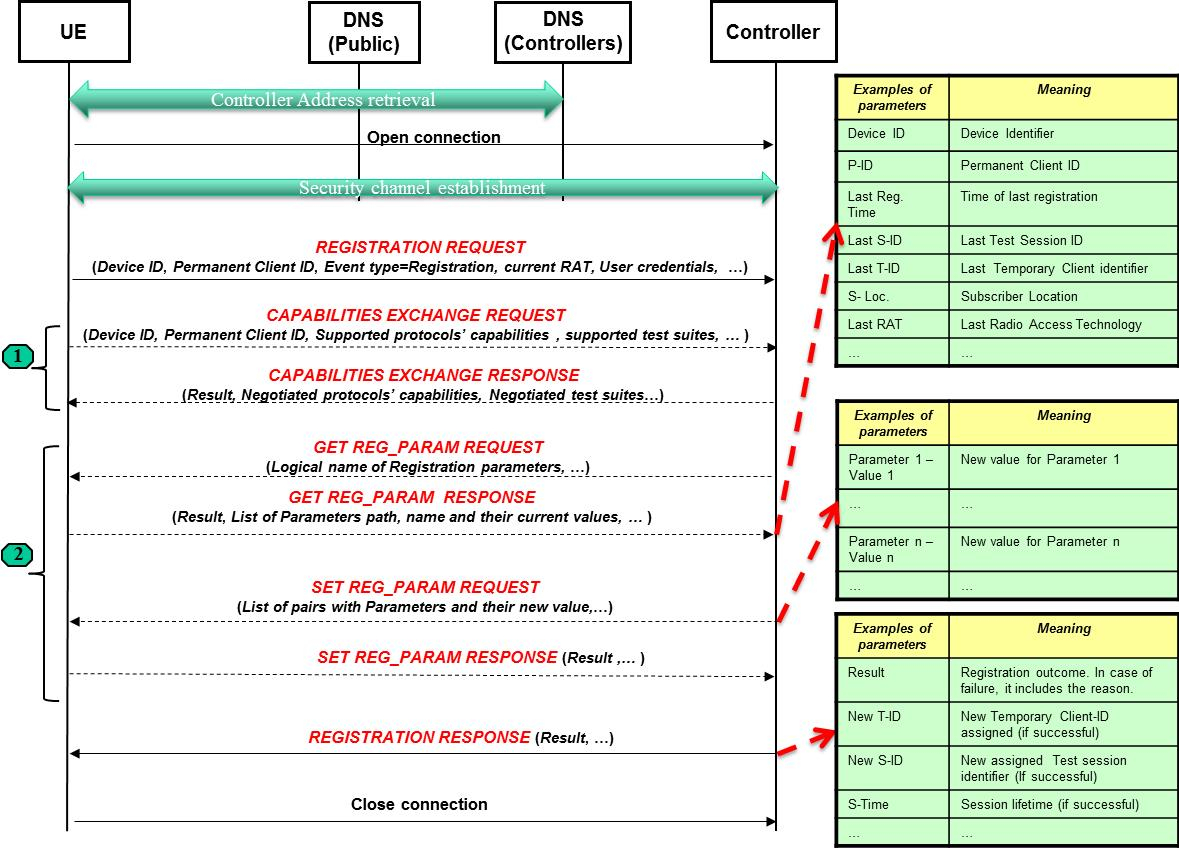 UE
DNS
(Public)
DNS
(Controllers)
Controller
Controller Address retrieval
Open connection
Security channel establishment
REGISTRATION REQUEST
(Device ID, Permanent Client ID, Event type=Registration, current RAT, User credentials, …)
CAPABILITIES EXCHANGE REQUEST
(Device ID, Permanent Client ID, Supported protocols’ capabilities , supported test suites, … )
1
CAPABILITIES EXCHANGE RESPONSE
(Result, Negotiated protocols’ capabilities, Negotiated test suites…)
GET REG_PARAM REQUEST
(Logical name of Registration parameters, …)
GET REG_PARAM RESPONSE
(Result, List of Parameters path, name and their current values, … )
2
SET REG_PARAM REQUEST
(List of pairs with Parameters and their new value,…)
SET REG_PARAM RESPONSE (Result ,… )
REGISTRATION RESPONSE (Result, …)
Close connection
Examples of
parameters
Meaning
Device ID
Device Identifier
P-ID
Permanent Client ID
Last Reg.
Time
Time of last registration
Last S-ID
Last Test Session ID
Last T-ID
Last Temporary Client identifier
S- Loc.
Subscriber Location
Last RAT
Last Radio Access Technology
…
…
Examples of
parameters
Meaning
Parameter 1 –
Value 1
New value for Parameter 1
…
…
Parameter n –
Value n
New value for Parameter n
…
…
Examples of
parameters
Meaning
Result
Registration outcome. In case of
failure, it includes the reason.
New T-ID
New Temporary Client-ID
assigned (if successful)
New S-ID
New assigned Test session
identifier (If successful)
S-Time
Session lifetime (if successful)
…
…